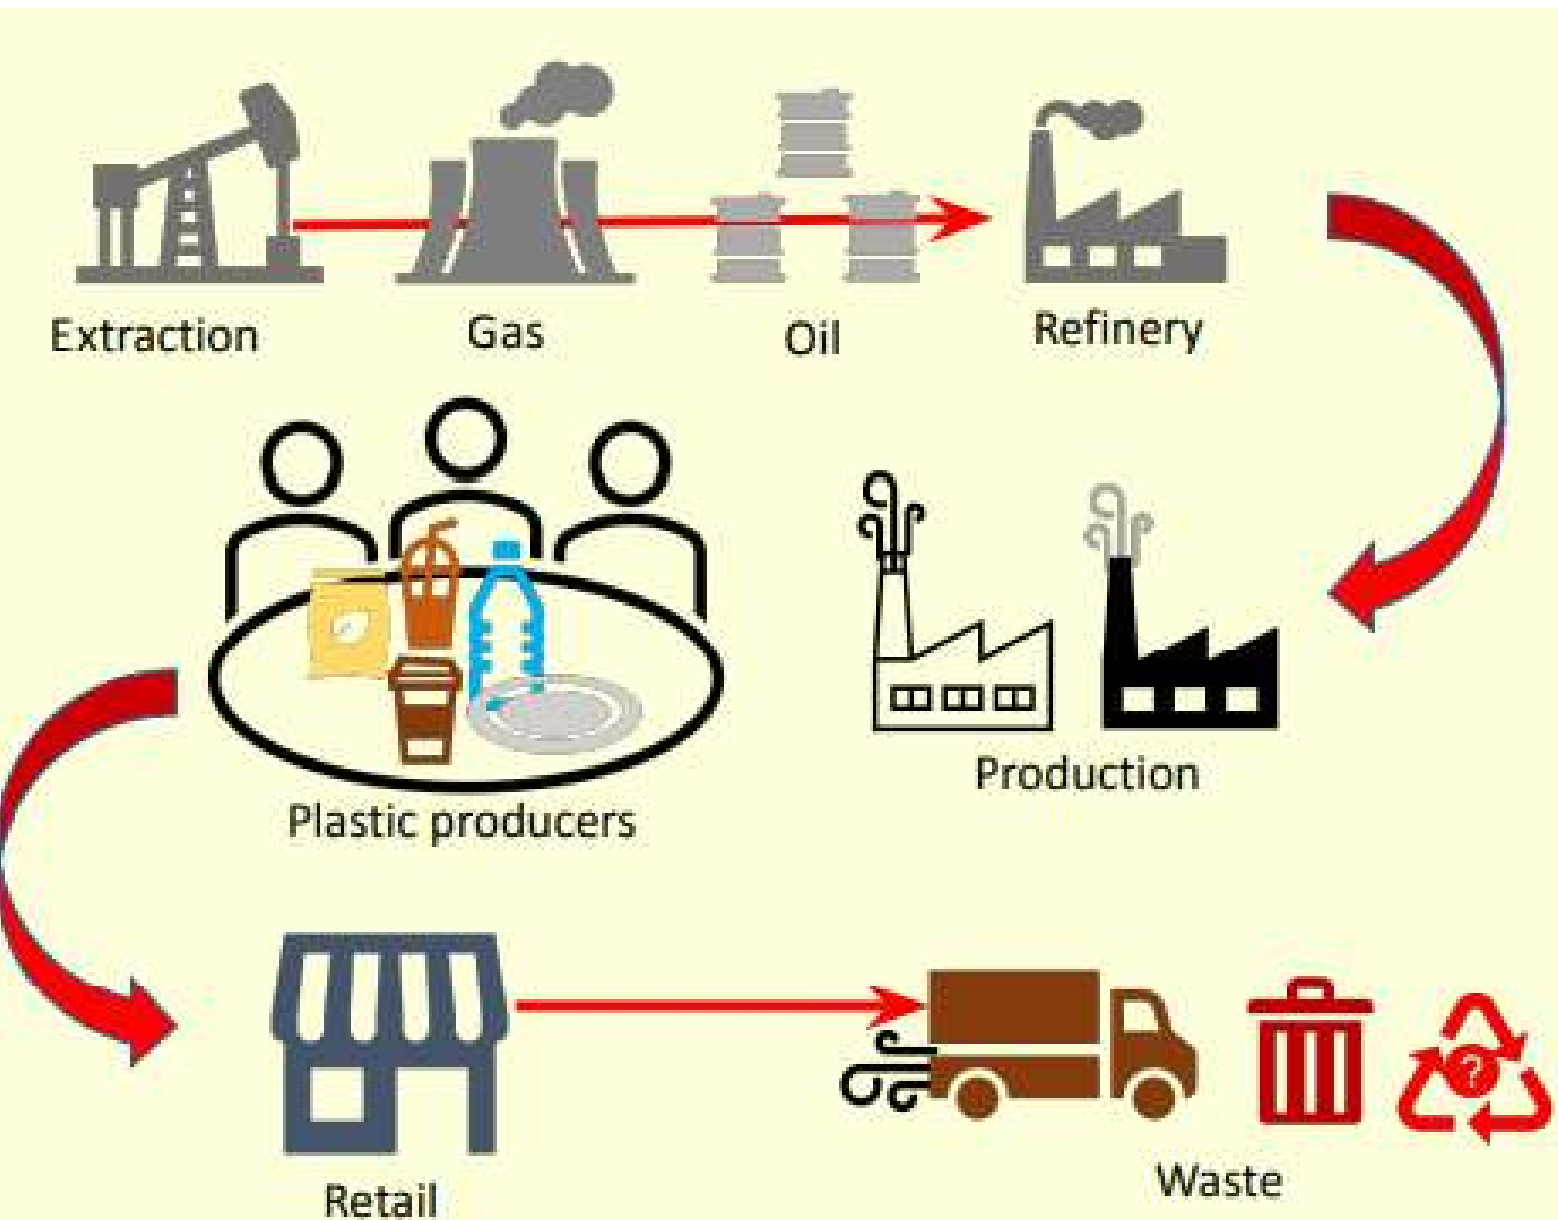 Extraction
Gas
Oil
Refinery
Plastic producers
Production
Retail
?
Waste